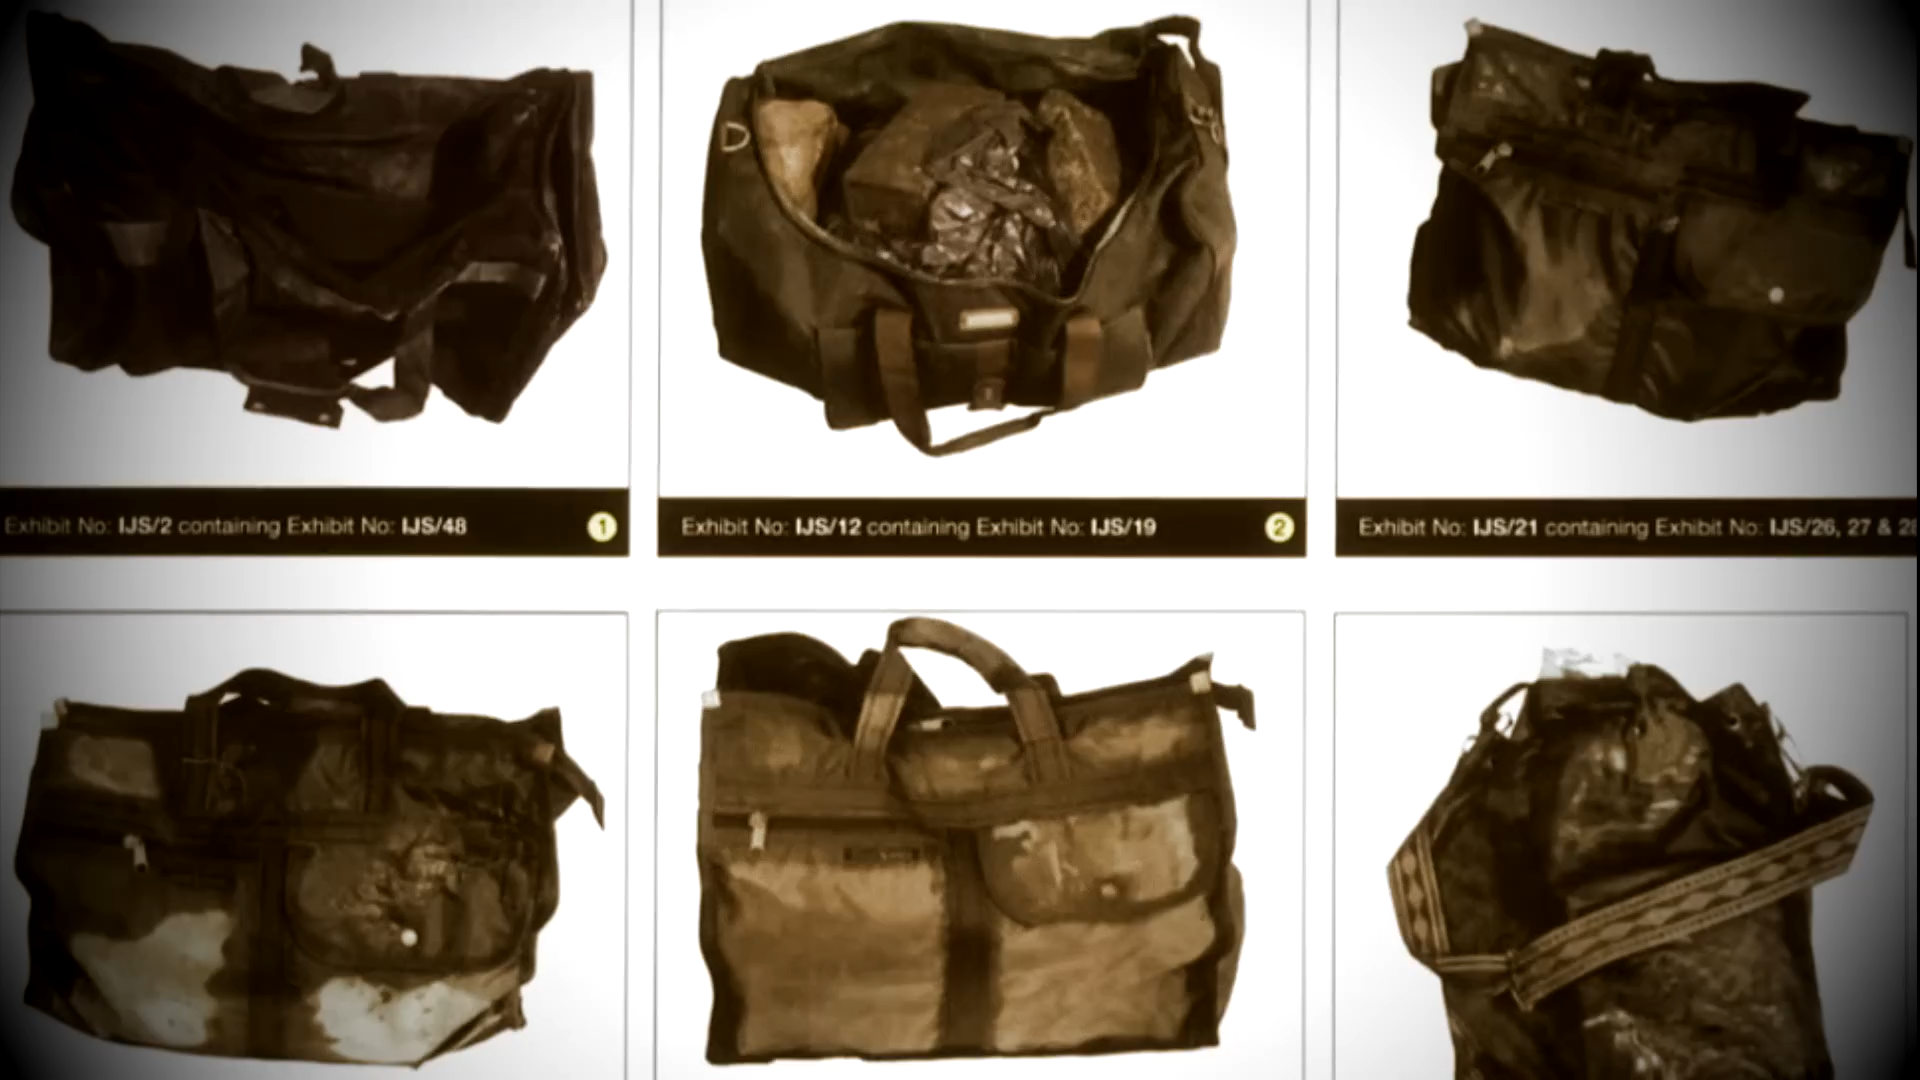 Exhibit No: IJS/2 containing Exhibit No: IJS/48 1
Exhibit No: IJS/12 containing Exhibit No: IJS/19 2
Exhibit No: IJS/21 containing Exhibit No: IJS/26, 27 & 28